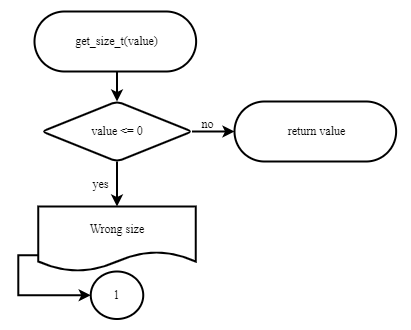 get_size_t(value)
value <= 0
no
return value
yes
Wrong size
1